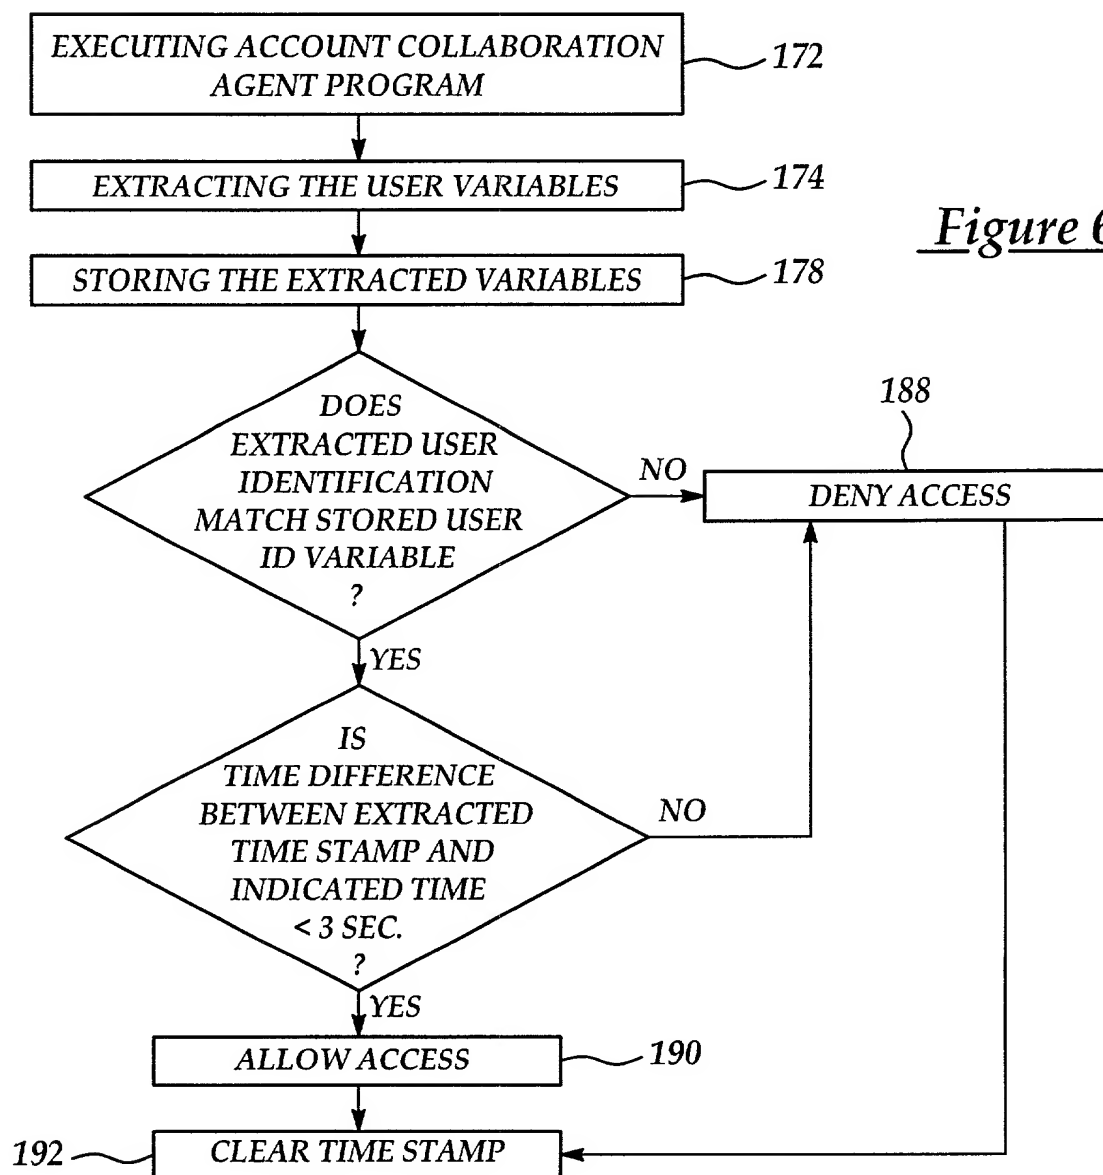 EXECUTING ACCOUNT COLLABORATION
AGENT PROGRAM
172
EXTRACTING THE USER VARIABLES
174
Figure 6
STORING THE EXTRACTED VARIABLES
178
DOES
EXTRACTED USER
IDENTIFICATION
MATCH STORED USER
ID VARIABLE
?
NO
188
DENY ACCESS
YES
IS
TIME DIFFERENCE
BETWEEN EXTRACTED
TIME STAMP AND
INDICATED TIME
< 3 SEC.
?
NO
YES
ALLOW ACCESS
190
192
CLEAR TIME STAMP